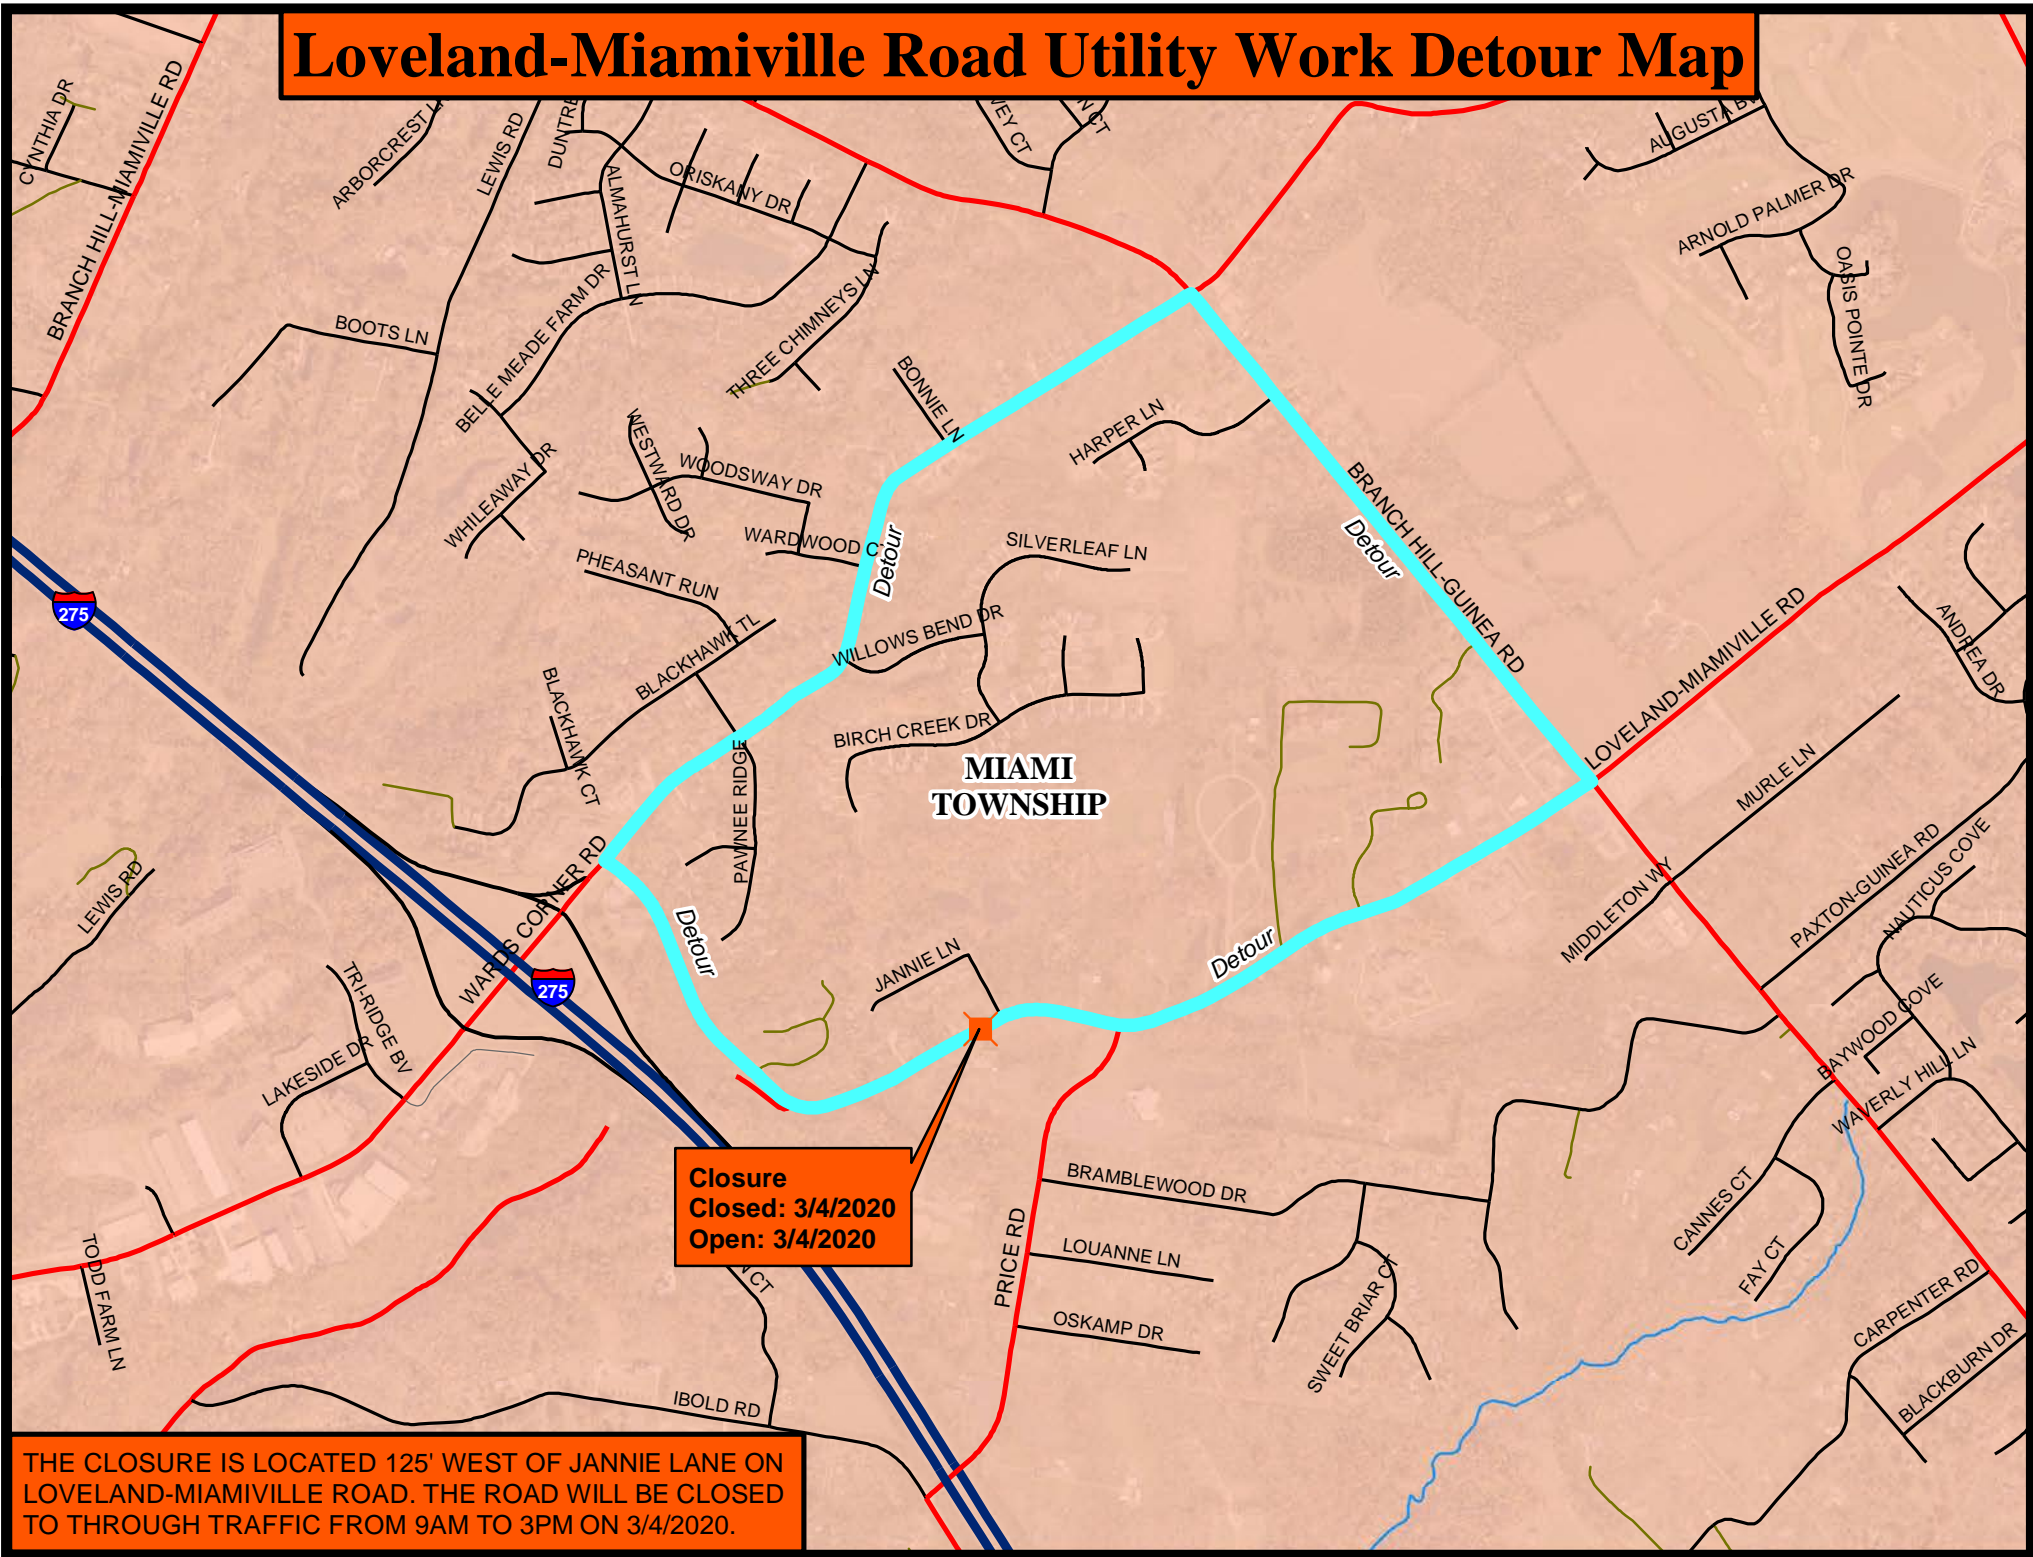 Loveland-Miamiville Road Utility Work Detour Map
CYNTHIA DR
BRANCH HILL-MIAMIVILLE RD
ARBORCREST
LEWIS RD
ALMAHURST LN
ORISKANY DR
CT
CT
AUGUSTA
ARNOLD PALMER DR
OASIS POINTE DR
BOOTS LN
BELLE MEADE FARM DR
THREE CHIMNEYS LN
BONNIE LN
HARPER LN
WHILEAWAY DR
WESTWARD DR
WOODSWAY DR
WARDWOOD
Detour
SILVERLEAF LN
Detour
BRANCH HILL-GUINEA RD
275
PHEASANT RUN
BLACKHAWK TL
WILLOWS BEND DR
LOVELAND-MIAMIVILLE RD
ANDREA DR
BLACKHAWK CT
BIRCH CREEK DR
PAWNEE RIDGE
MIAMI
TOWNSHIP
MURLE LN
LEWIS RD
WARDS CORNER RD
Detour
JANNIE LN
Detour
MIDDLETON WY
PAXTON-GUINEA RD
NAUTICUS COVE
275
TRI-RIDGE BV
LAKESIDE DR
BAYWOOD COVE
WAVERLY HILL LN
Closure
Closed: 3/4/2020
Open: 3/4/2020
BRAMBLEWOOD DR
CANNES CT
PRICE RD
LOUANNE LN
FAY CT
TODD FARM LN
CT
OSKAMP DR
SWEET BRIAR CT
CARPENTER RD
BLACKBURN DR
IBOLD RD
THE CLOSURE IS LOCATED 125' WEST OF JANNIE LANE ON
LOVELAND-MIAMIVILLE ROAD. THE ROAD WILL BE CLOSED
TO THROUGH TRAFFIC FROM 9AM TO 3PM ON 3/4/2020.